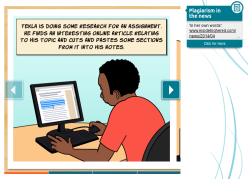 TEKLA IS DOING SOME RESEARCH FOR AN ASSIGNMENT.
HE FINDS AN INTERESTING ONLINE ARTICLE RELATING
TO HIS TOPIC AND CUTS AND PASTES SOME SECTIONS
FROM IT INTO HIS NOTES.
Plagiarism in
the news
'In her own words'
Click for more